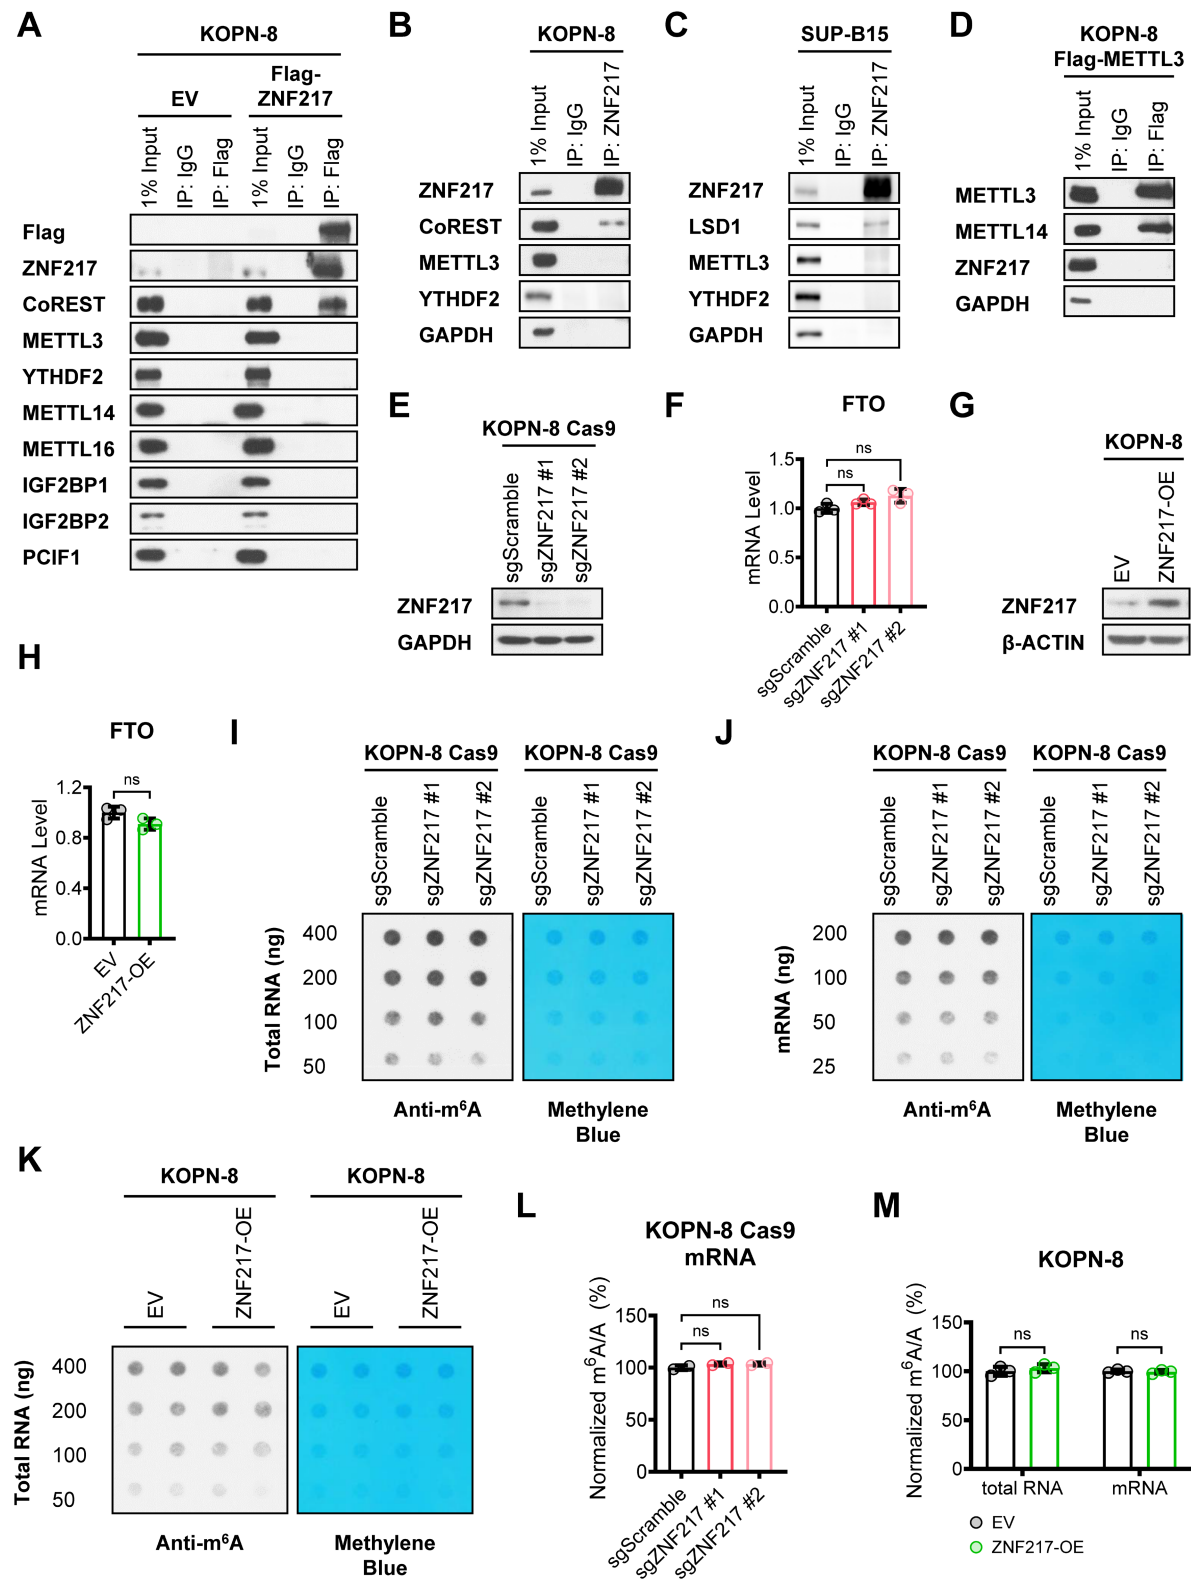 A
KOPN-8
EV
Flag-
ZNF217
1% Input
IP: IgG
IP: Flag
1% Input
IP: IgG
IP: Flag
Flag
ZNF217
CoREST
METTL3
YTHDF2
METTL14
METTL16
IGF2BP1
IGF2BP2
PCIF1
B
KOPN-8
1% Input
IP: IgG
IP: ZNF217
ZNF217
CoREST
METTL3
YTHDF2
GAPDH
C
SUP-B15
1% Input
IP: IgG
IP: ZNF217
ZNF217
LSD1
METTL3
YTHDF2
GAPDH
D
KOPN-8
Flag-METTL3
1% Input
IP: IgG
IP: Flag
METTL3
METTL14
ZNF217
GAPDH
E
KOPN-8 Cas9
sgScramble
sgZNF217 #1
sgZNF217 #2
ZNF217
GAPDH
F
FTO
mRNA Level
1.5
1.0
0.5
0.0
ns
ns
sgScramble
sgZNF217 #1
sgZNF217 #2
G
KOPN-8
EV
ZNF217-OE
ZNF217
β-ACTIN
H
FTO
mRNA Level
1.2
0.8
0.4
0.0
ns
EV
ZNF217-OE
I
KOPN-8 Cas9
KOPN-8 Cas9
sgScramble
sgZNF217 #1
sgZNF217 #2
sgScramble
sgZNF217 #1
sgZNF217 #2
Total RNA (ng)
400
200
100
50
Anti-m⁶A
Methylene
Blue
J
KOPN-8 Cas9
KOPN-8 Cas9
sgScramble
sgZNF217 #1
sgZNF217 #2
sgScramble
sgZNF217 #1
sgZNF217 #2
mRNA (ng)
200
100
50
25
Anti-m⁶A
Methylene
Blue
K
KOPN-8
KOPN-8
EV
ZNF217-OE
EV
ZNF217-OE
Total RNA (ng)
400
200
100
50
Anti-m⁶A
Methylene
Blue
L
KOPN-8 Cas9
mRNA
Normalized m⁶A/A (%)
150
100
50
0
ns
ns
sgScramble
sgZNF217 #1
sgZNF217 #2
M
KOPN-8
Normalized m⁶A/A (%)
150
100
50
0
ns
ns
total RNA
mRNA
EV
ZNF217-OE